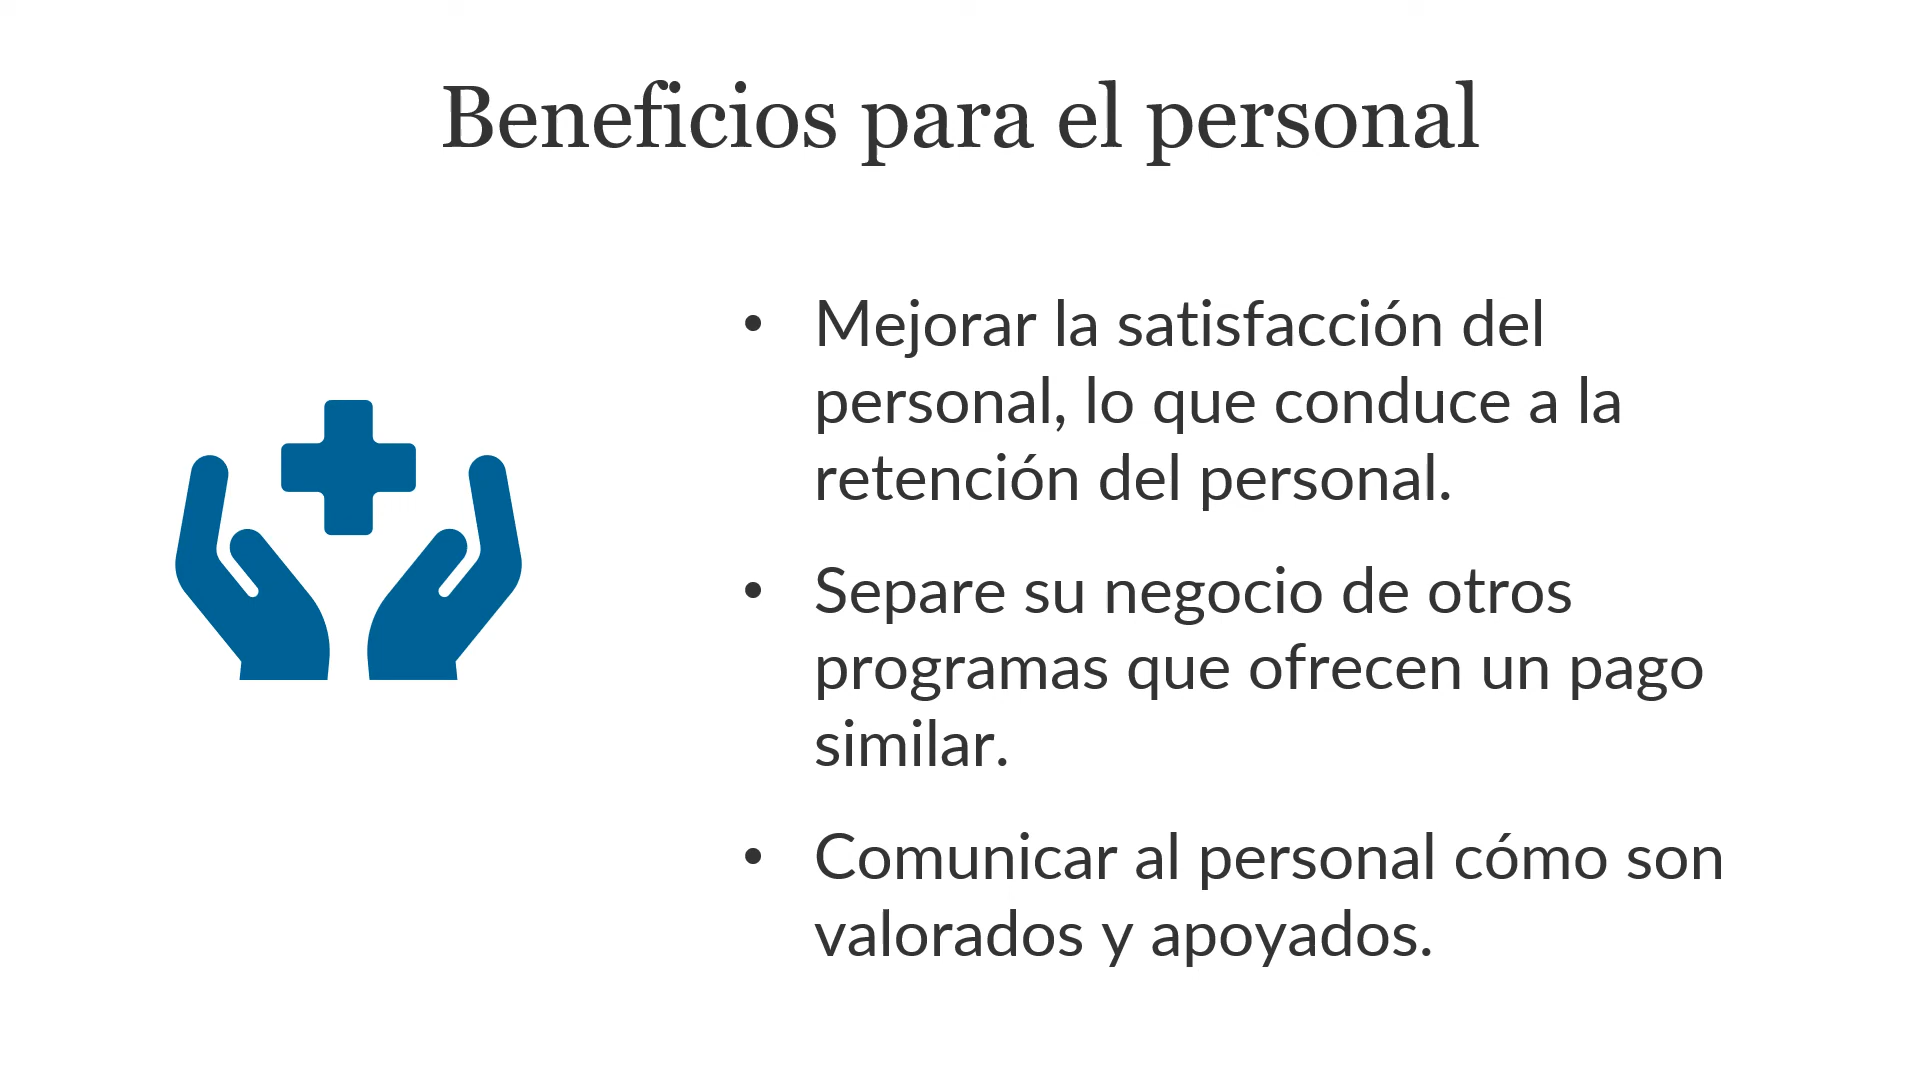 Beneficios para el personal
• Mejorar la satisfacción del
personal, lo que conduce a la
retención del personal.
• Separe su negocio de otros
programas que ofrecen un pago
similar.
• Comunicar al personal cómo son
valorados y apoyados.